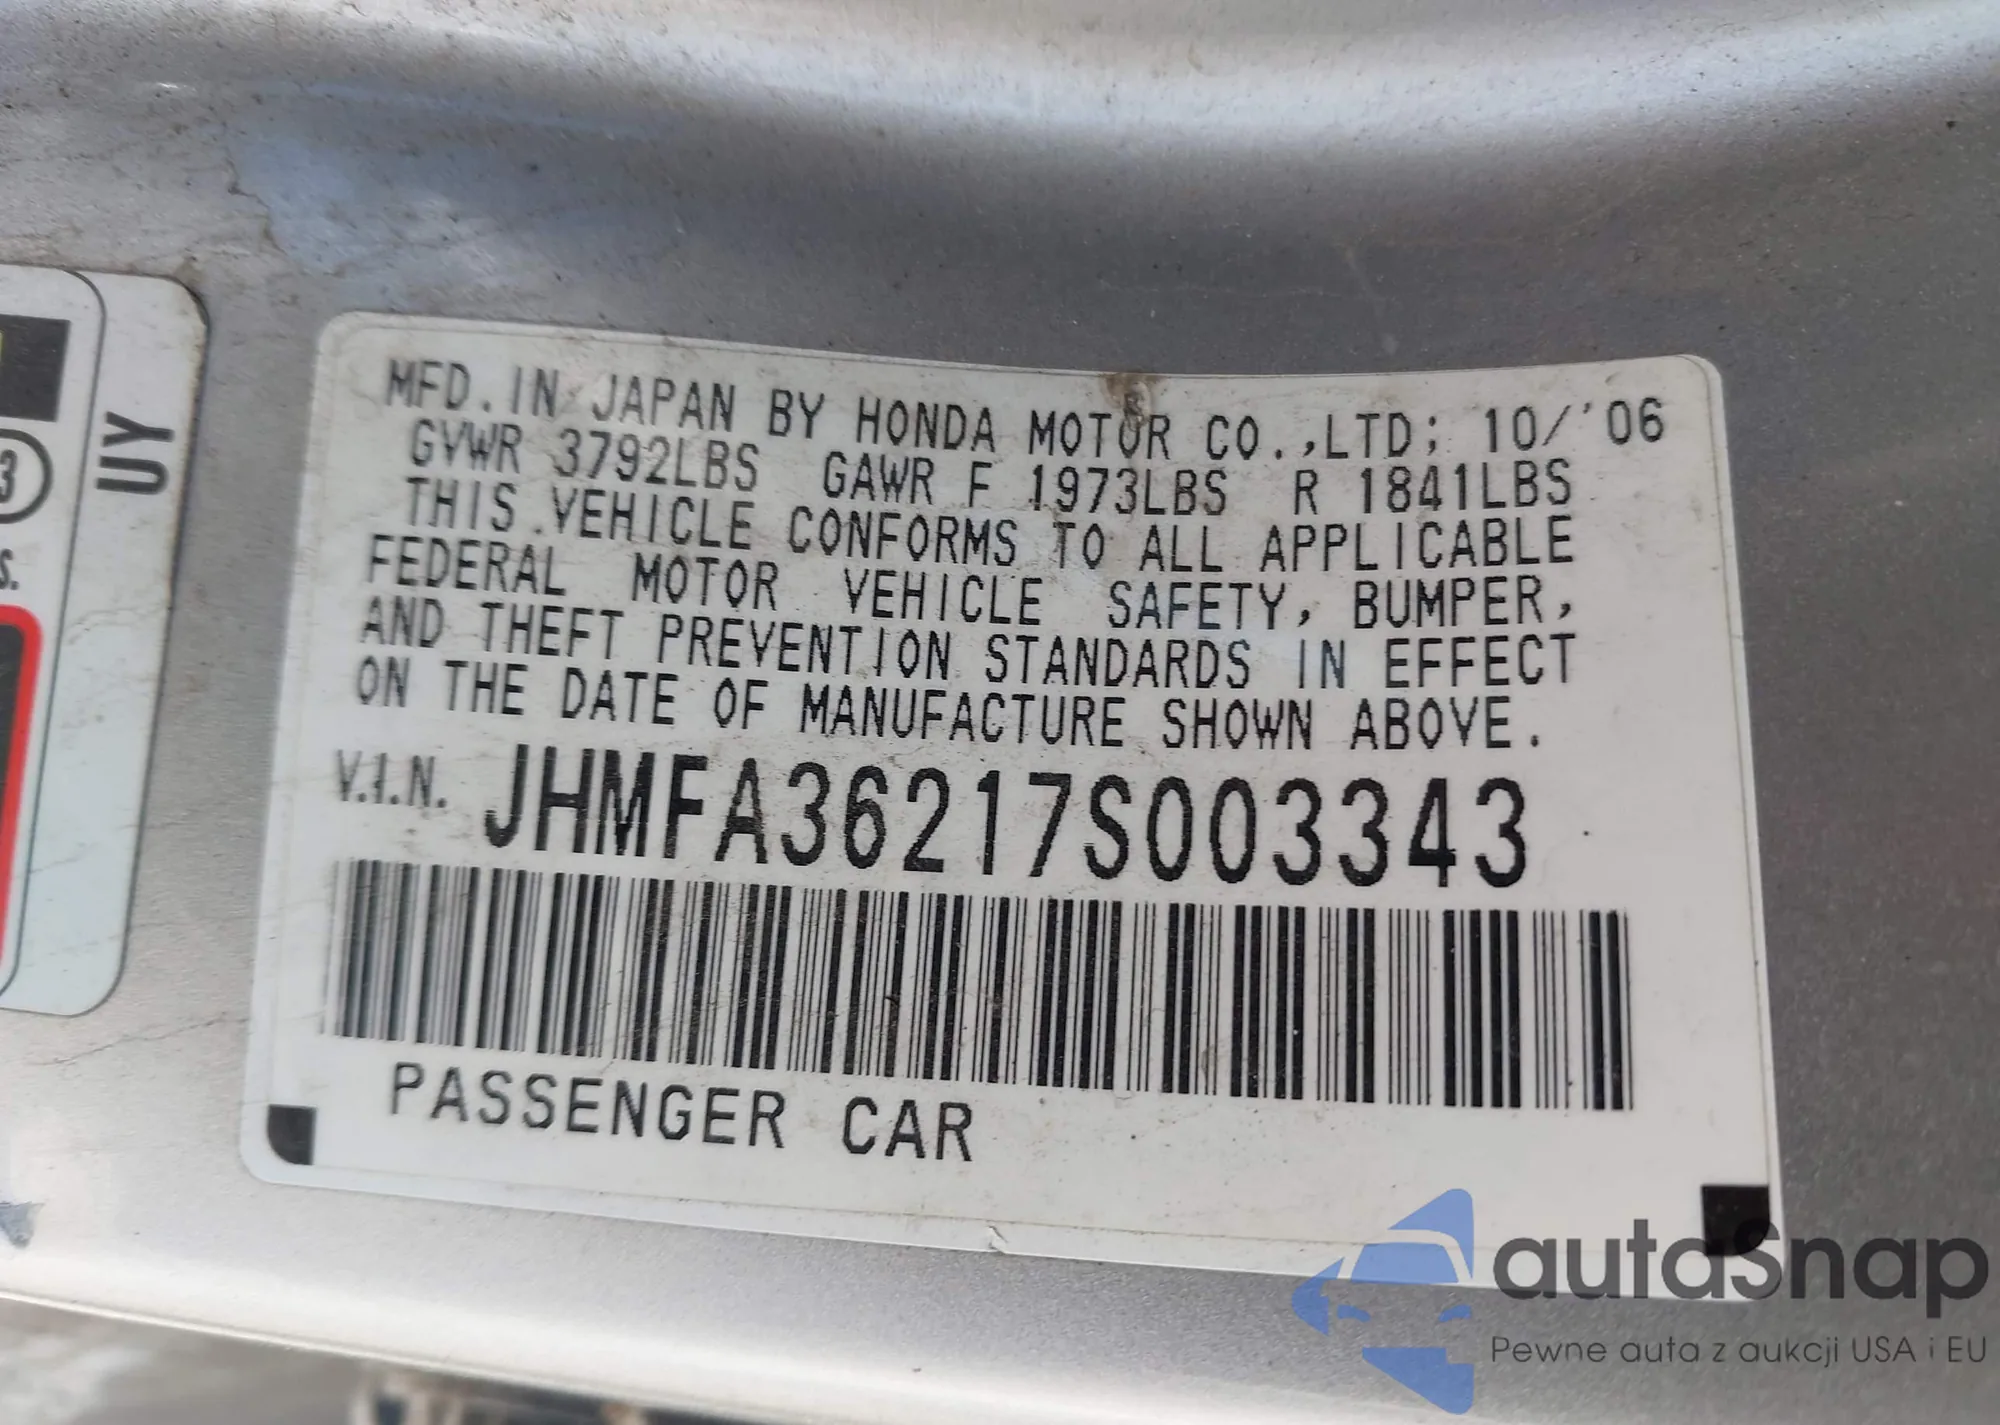 MFD. IN JAPAN BY HONDA MOTOR CO.,LTD; 10/'06
GVWR 3792LBS GAWR F 1973LBS R 1841LBS
THIS VEHICLE CONFORMS TO ALL APPLICABLE
FEDERAL MOTOR VEHICLE SAFETY, BUMPER,
AND THEFT PREVENTION STANDARDS IN EFFECT
ON THE DATE OF MANUFACTURE SHOWN ABOVE.
V.I.N. JHMFA36217S003343
PASSENGER CAR
UY
3
S.
autoSnap
Pewne auta z aukcji USA i EU